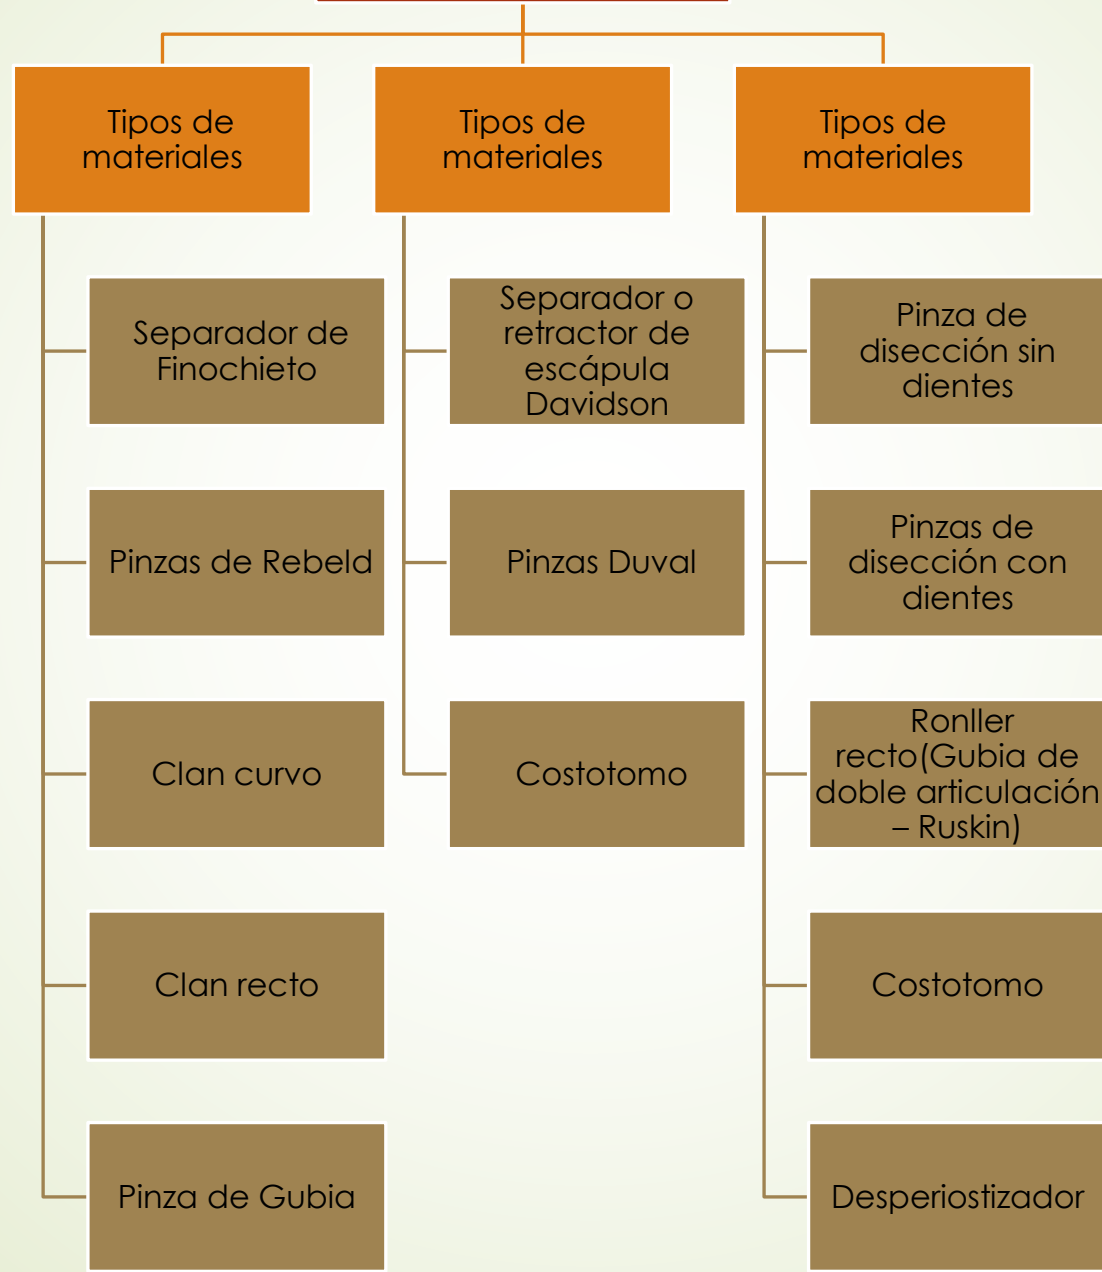 Tipos de
materiales
Separador de
Finochieto
Pinzas de Rebeld
Clan curvo
Clan recto
Pinza de Gubia
Tipos de
materiales
Separador o
retractor de
escápula
Davidson
Pinzas Duval
Costotomo
Tipos de
materiales
Pinza de
disección sin
dientes
Pinzas de
disección con
dientes
Ronller
recto(Gubia de
doble articulación
– Ruskin)
Costotomo
Desperiostizador